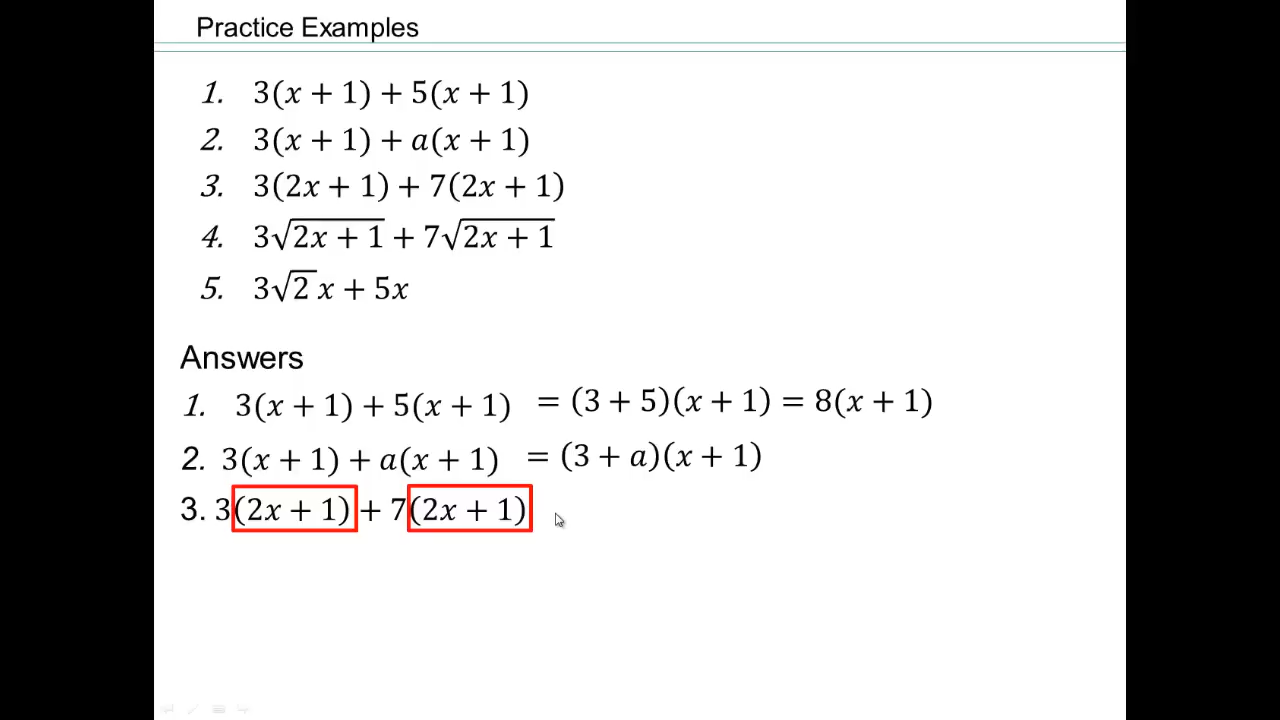 Practice Examples
1. 3(x + 1) + 5(x + 1)
2. 3(x + 1) + a(x + 1)
3. 3(2x + 1) + 7(2x + 1)
4. 3√(2x + 1) + 7√(2x + 1)
5. 3√2 x + 5x
Answers
1. 3(x + 1) + 5(x + 1) = (3 + 5)(x + 1) = 8(x + 1)
2. 3(x + 1) + a(x + 1) = (3 + a)(x + 1)
3. 3(2x + 1) + 7(2x + 1)